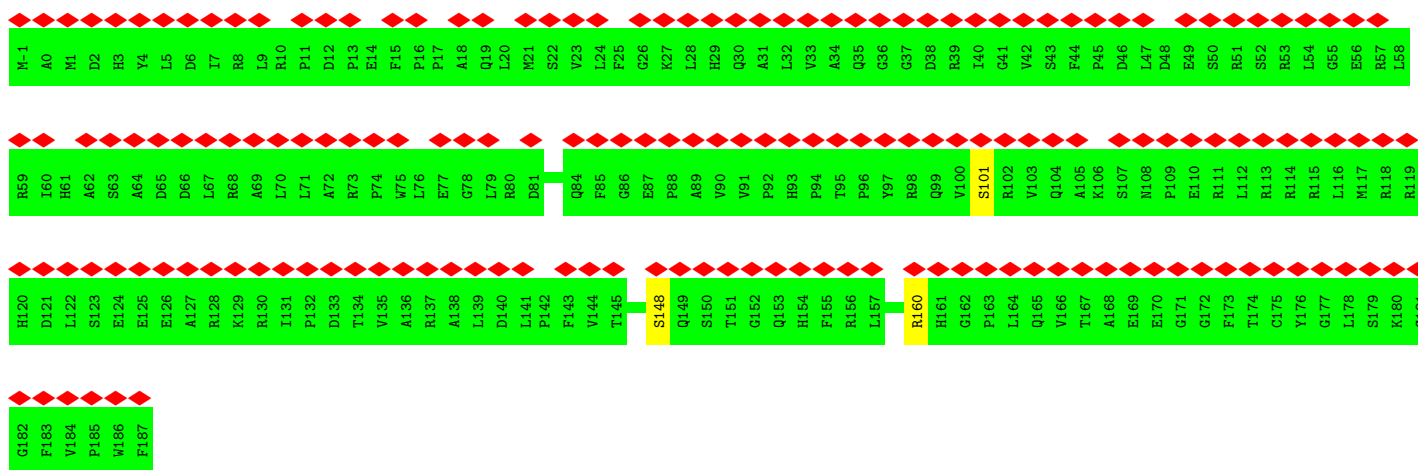 M-1 A0 M1 D2 H3 Y4 L5 D6 I7 R8 L9 R10 P11 D12 P13 E14 F15 P16 P17 A18 Q19 L20 M21 S22 V23 L24 F25 G26 K27 L28 H29 Q30 A31 L32 V33 A34 Q35 G36 G37 D38 R39 I40 G41 V42 S43 F44 P45 D46 L47 D48 E49 S50 R51 S52 R53 L54 G55 E56 R57 L58
R59 I60 H61 A62 S63 A64 D65 D66 L67 R68 A69 L70 L71 A72 R73 P74 W75 L76 E77 G78 L79 R80 D81 Q84 F85 G86 E87 P88 A89 V90 V91 P92 H93 P94 T95 P96 Y97 R98 Q99 V100 S101 R102 V103 Q104 A105 K106 S107 N108 P109 E110 R111 L112 R113 R114 R115 L116 M117 R118 R119
H120 D121 L122 S123 E124 E125 E126 A127 R128 K129 R130 I131 P132 D133 T134 V135 A136 R137 A138 L139 D140 L141 P142 F143 V144 T145 S148 Q149 S150 T151 G152 Q153 H154 F155 R156 L157 R160 H161 G162 P163 L164 Q165 V166 T167 A168 E169 E170 G171 G172 F173 T174 C175 Y176 G177 L178 S179 K180
G182 F183 V184 P185 W186 F187